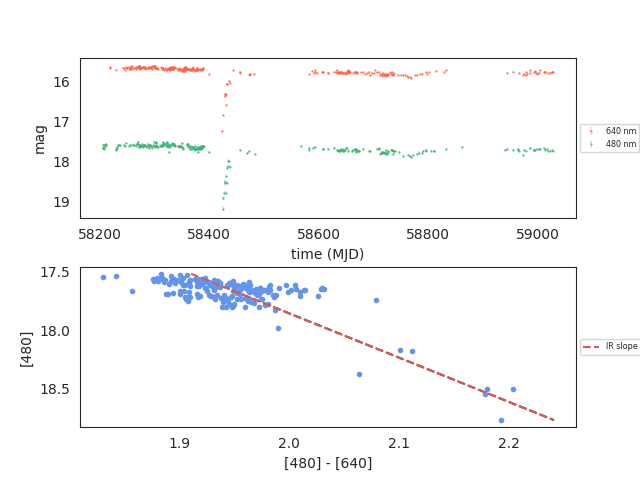 16
17
18
19
mag
58200
58400
58600
58800
59000
time (MJD)
640 nm
480 nm
17.5
18.0
18.5
[480]
1.9
2.0
2.1
2.2
[480] - [640]
IR slope